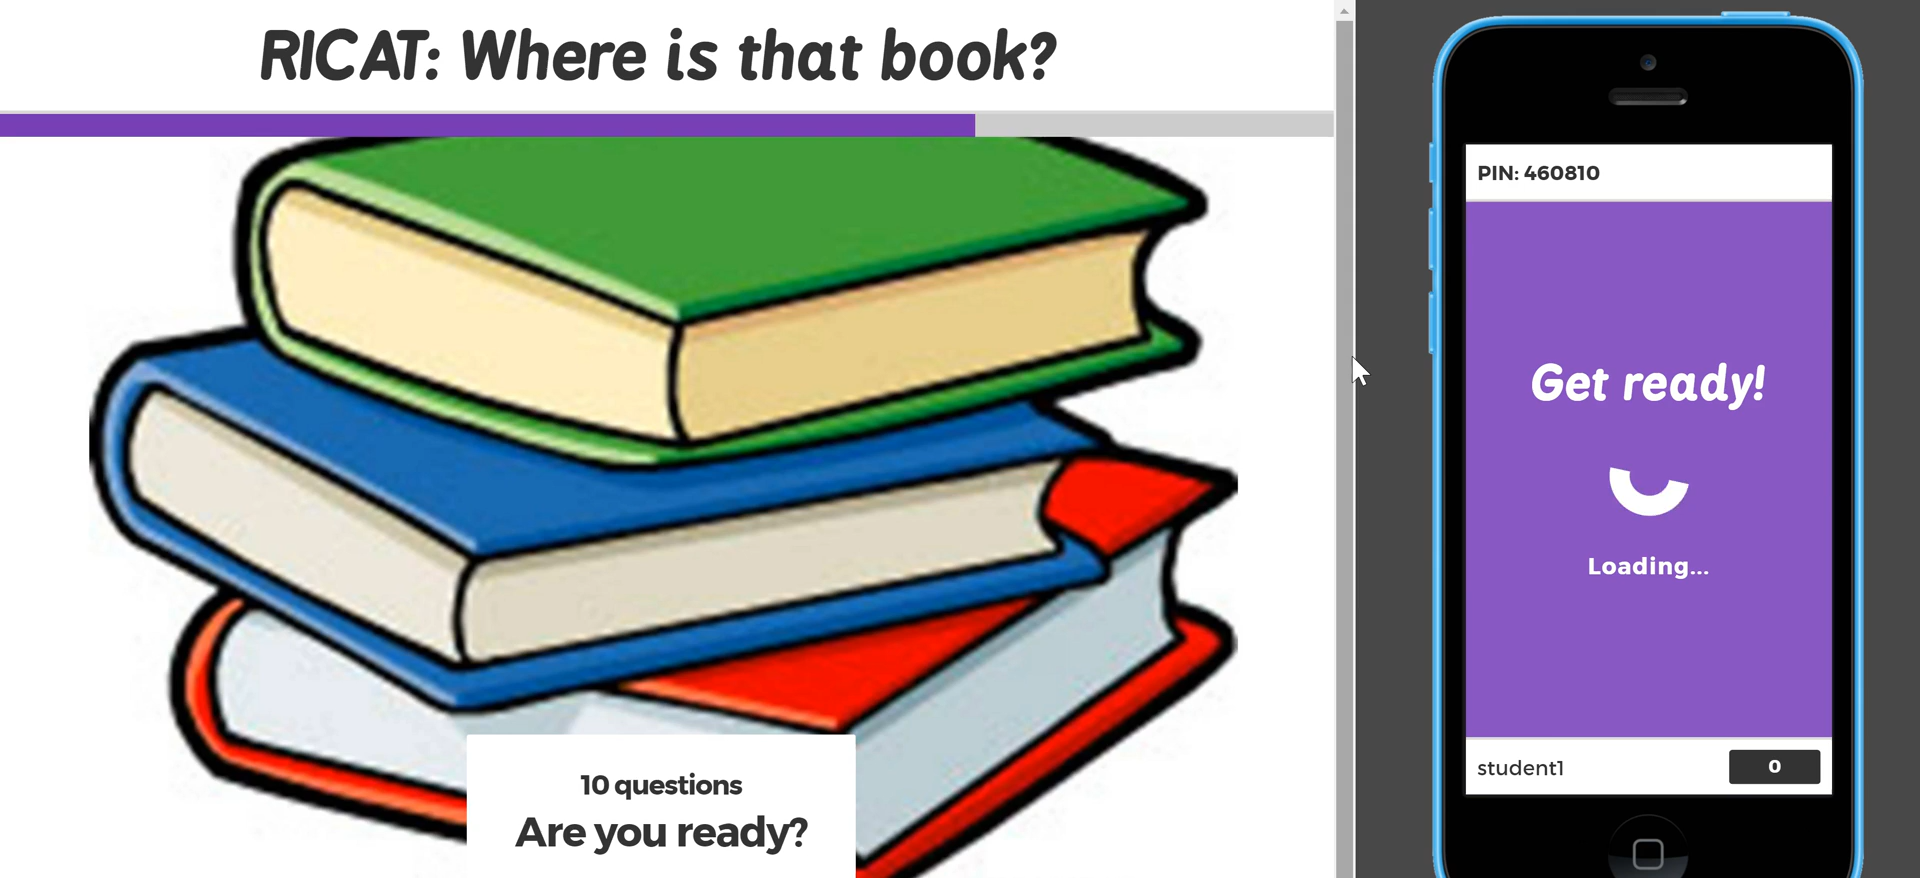 RICAT: Where is that book?
10 questions
Are you ready?
PIN: 460810
Get ready!
Loading...
student1
0